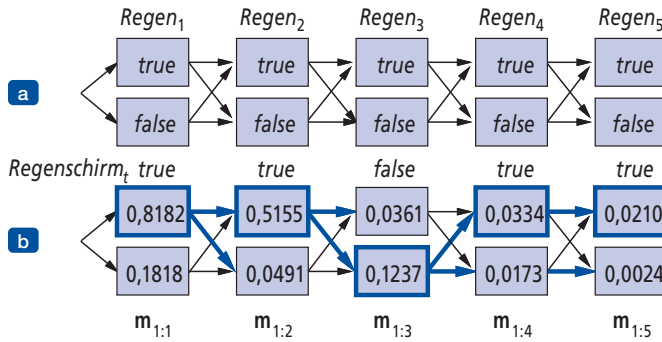 Regen1 Regen2 Regen3 Regen4 Regen5
true true true true true
a
false false false false false
Regenschirmt true true false true true
0,8182 0,5155 0,0361 0,0334 0,0210
b
0,1818 0,0491 0,1237 0,0173 0,0024
m1:1 m1:2 m1:3 m1:4 m1:5